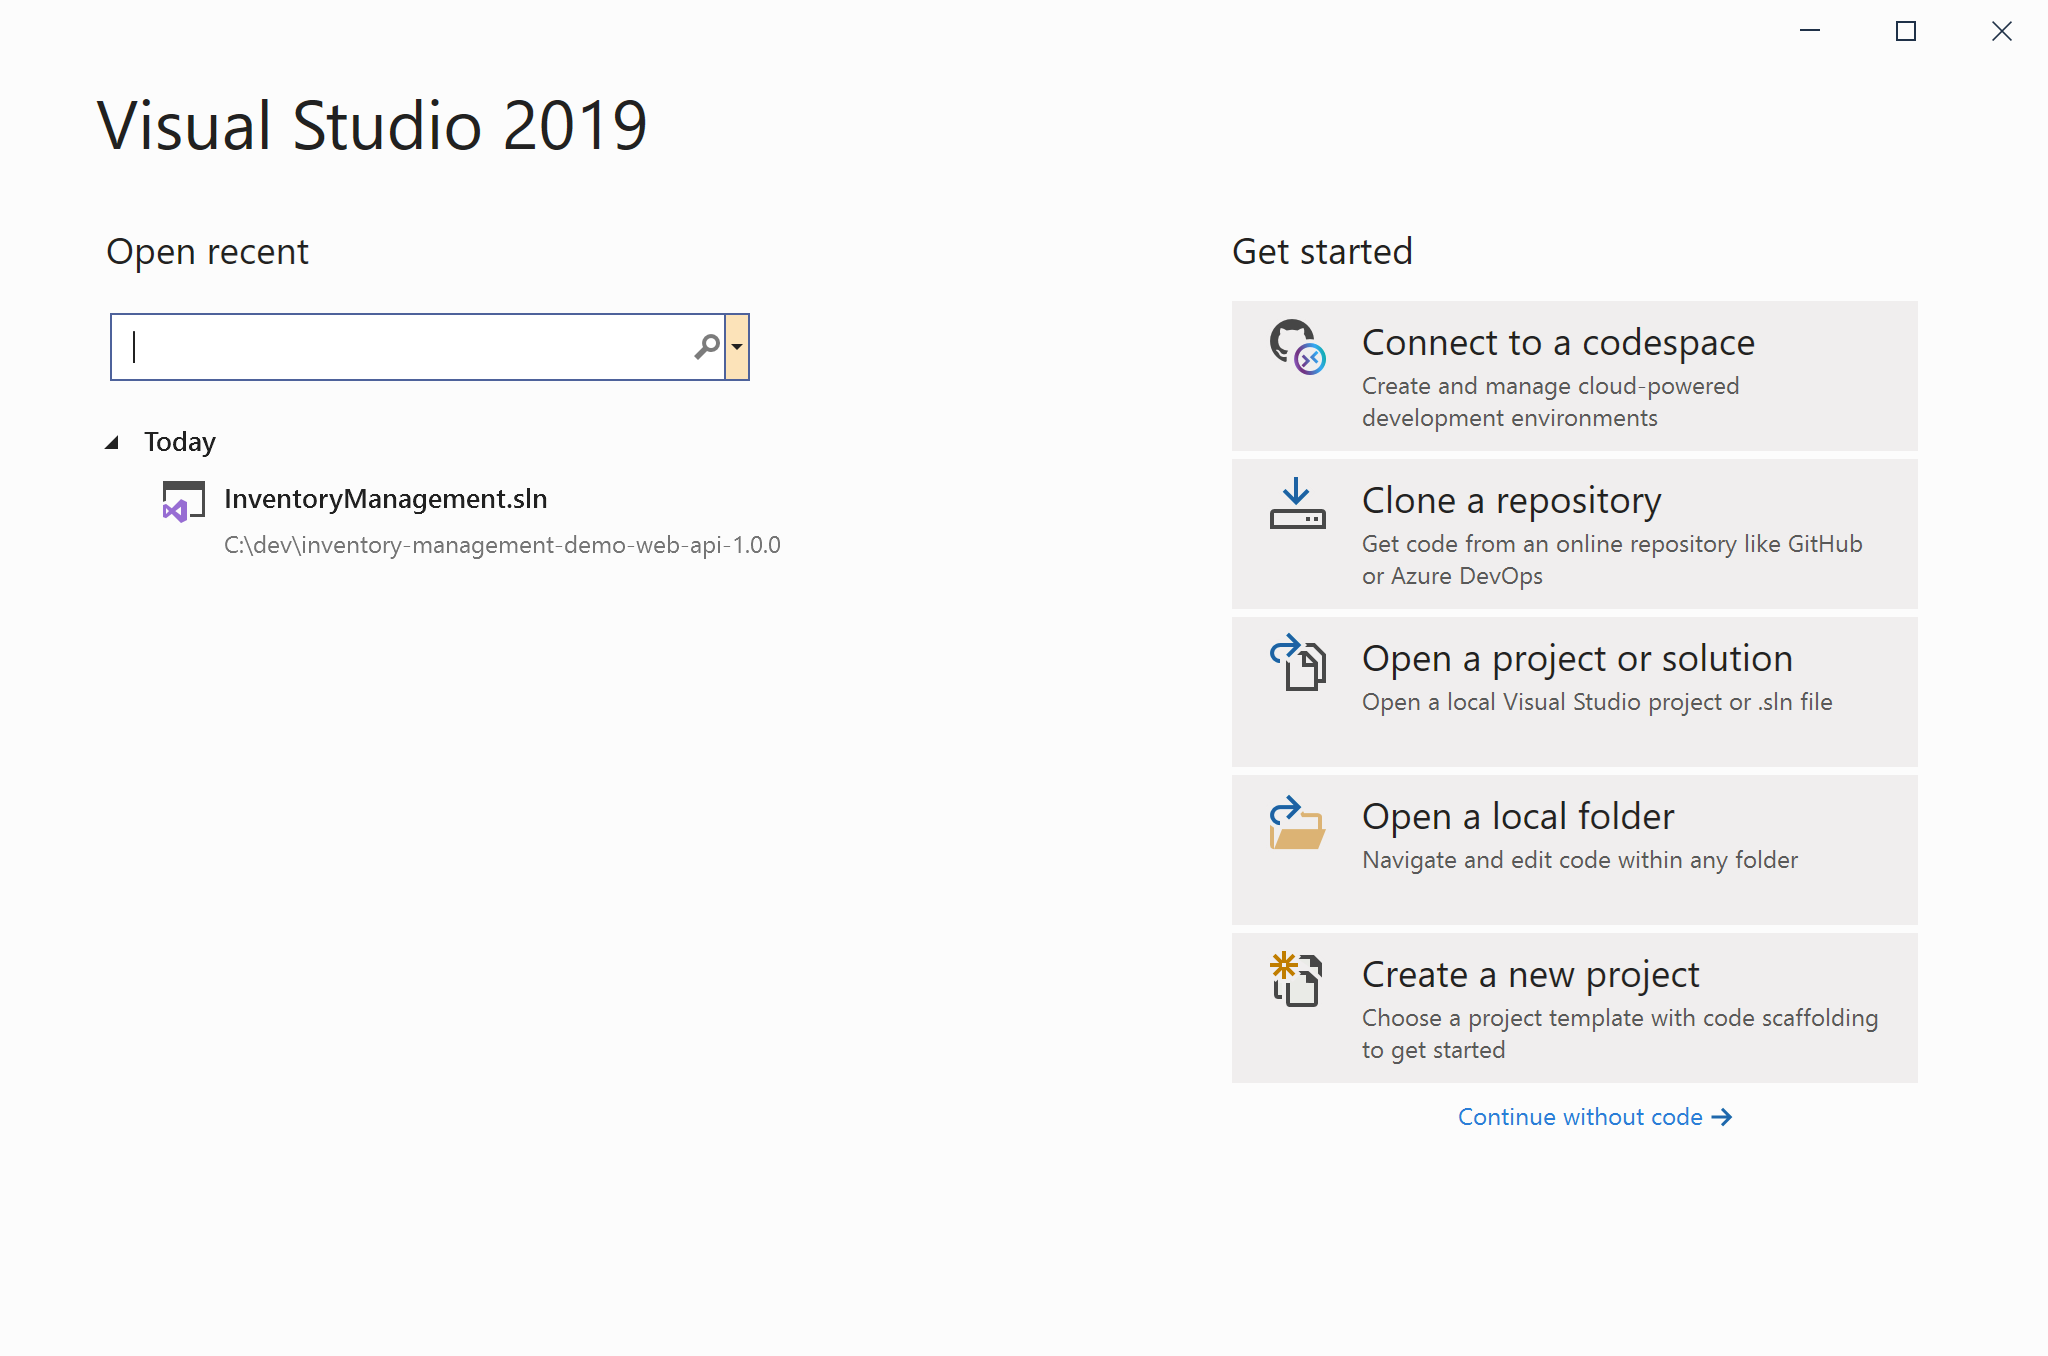 Visual Studio 2019
Open recent
Today
InventoryManagement.sln
C:\dev\inventory-management-demo-web-api-1.0.0
Get started
Connect to a codespace
Create and manage cloud-powered
development environments
Clone a repository
Get code from an online repository like GitHub
or Azure DevOps
Open a project or solution
Open a local Visual Studio project or .sln file
Open a local folder
Navigate and edit code within any folder
Create a new project
Choose a project template with code scaffolding
to get started
Continue without code